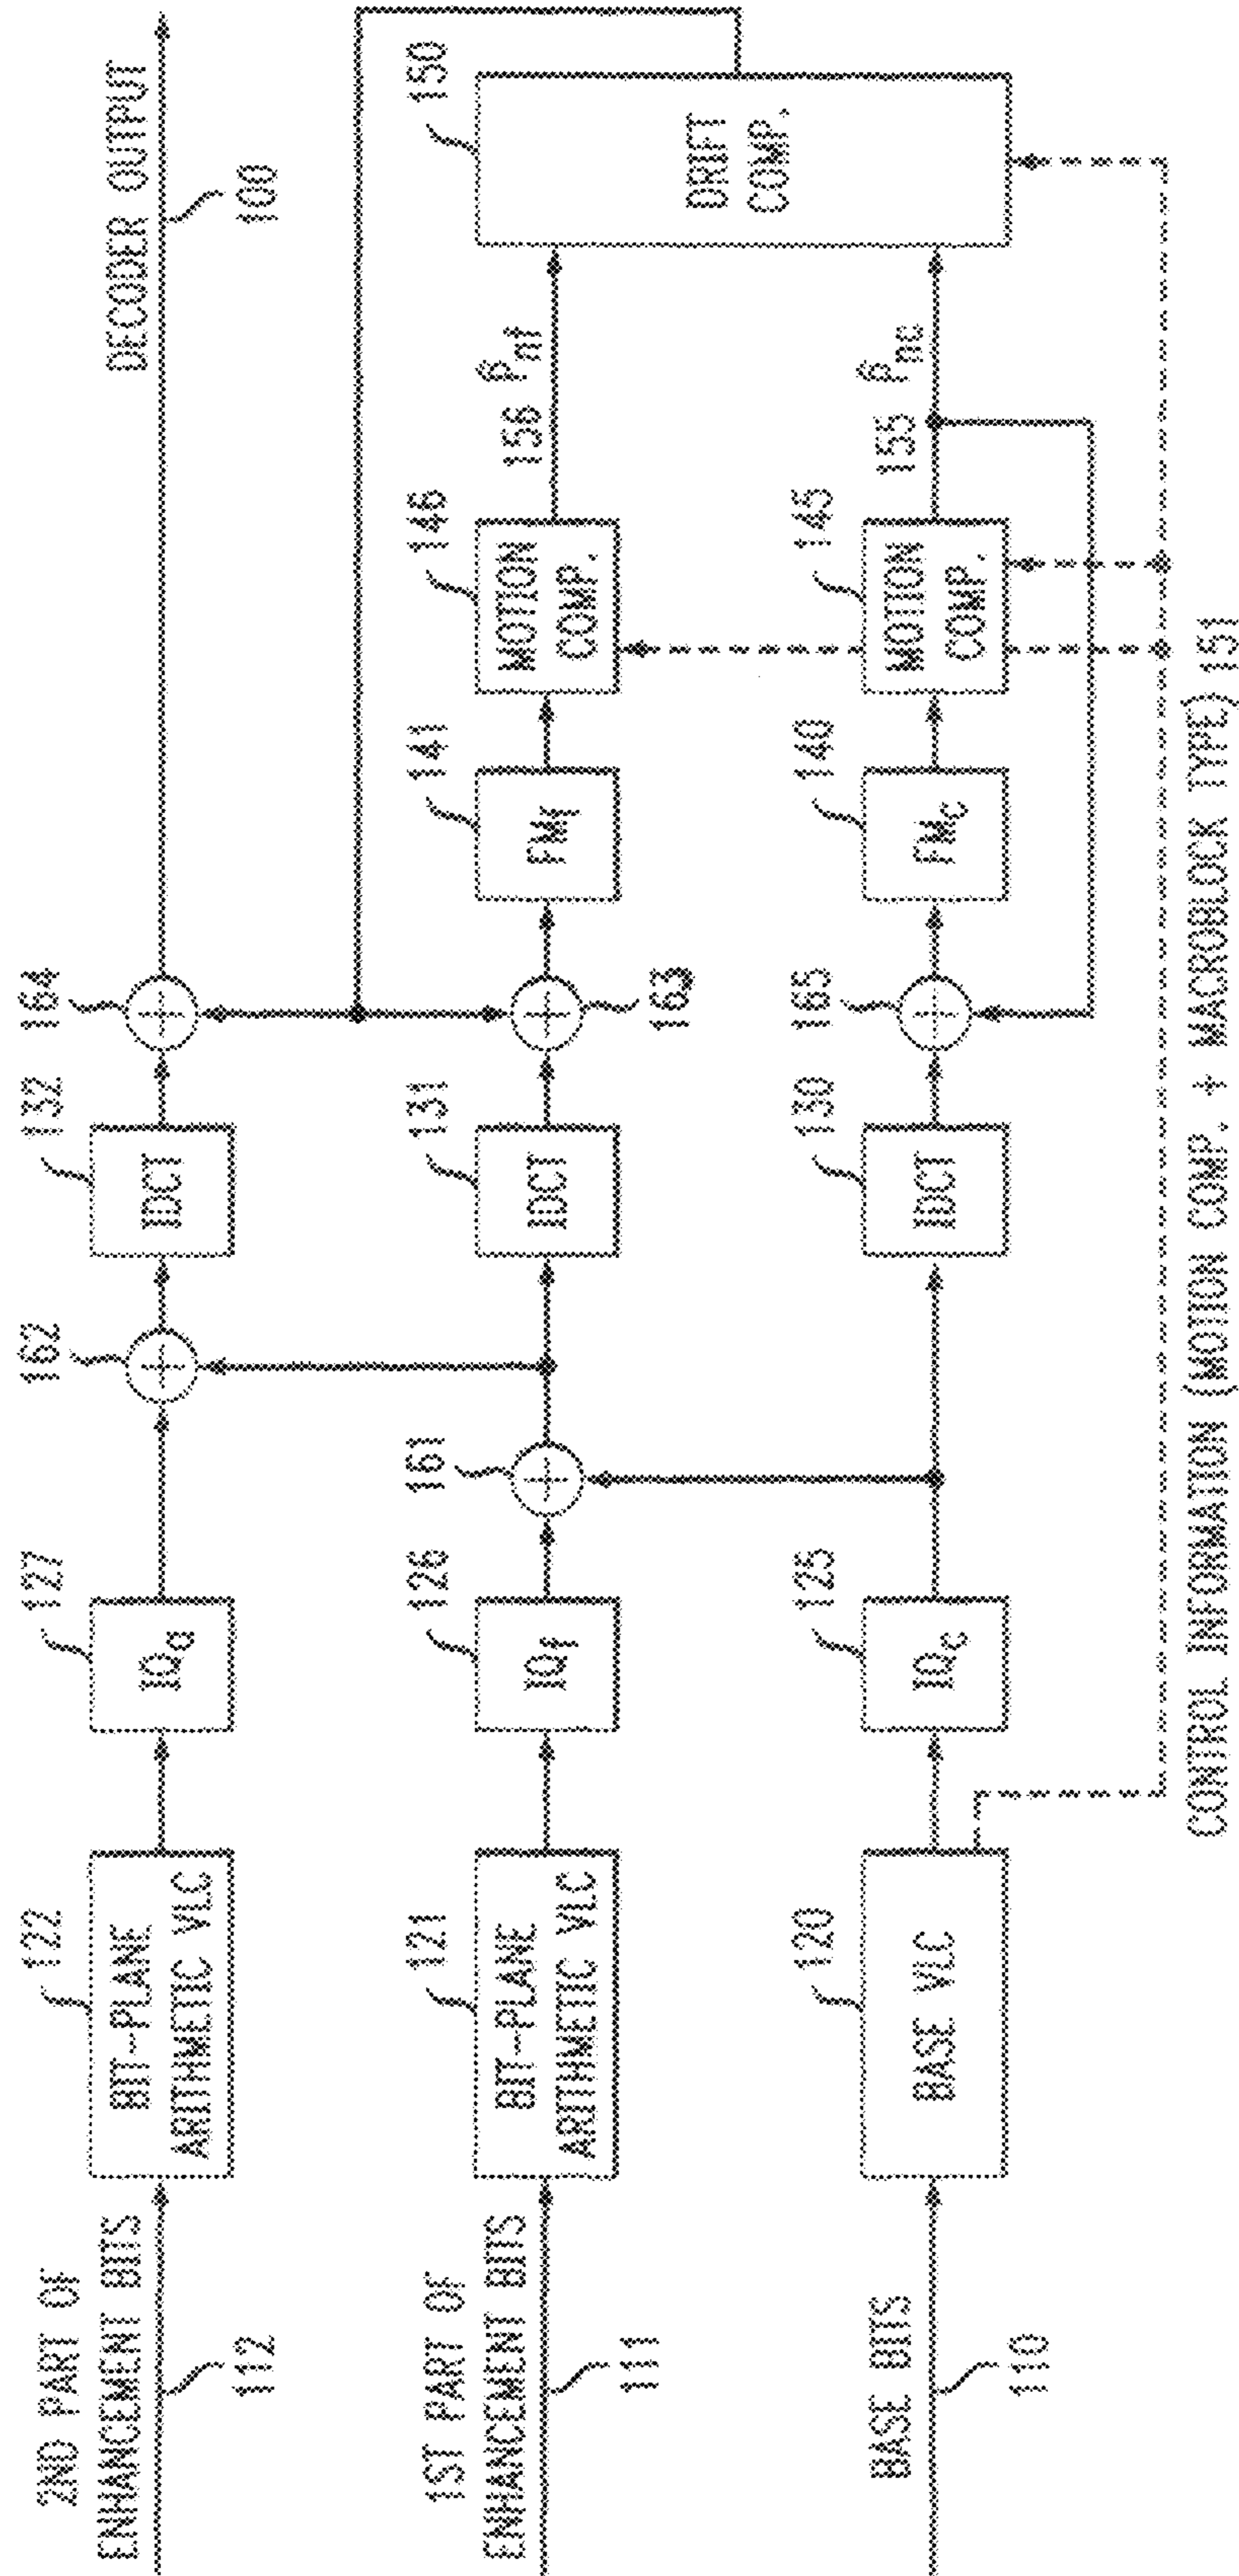 2ND PART OF
ENHANCEMENT BITS
112
BIT-PLANE
ARITHMETIC VLC
122
IQa
127
162
IDCT
132
164
DECODER OUTPUT
100
1ST PART OF
ENHANCEMENT BITS
111
BIT-PLANE
ARITHMETIC VLC
121
IQf
126
161
IDCT
131
163
FMf
141
MOTION
COMP.
146
156 Pnf
DRIFT
COMP.
150
BASE BITS
110
BASE VLC
120
IQc
125
IDCT
130
165
FMc
140
MOTION
COMP.
145
155 Pnc
CONTROL INFORMATION (MOTION COMP. + MACROBLOCK TYPE) 151